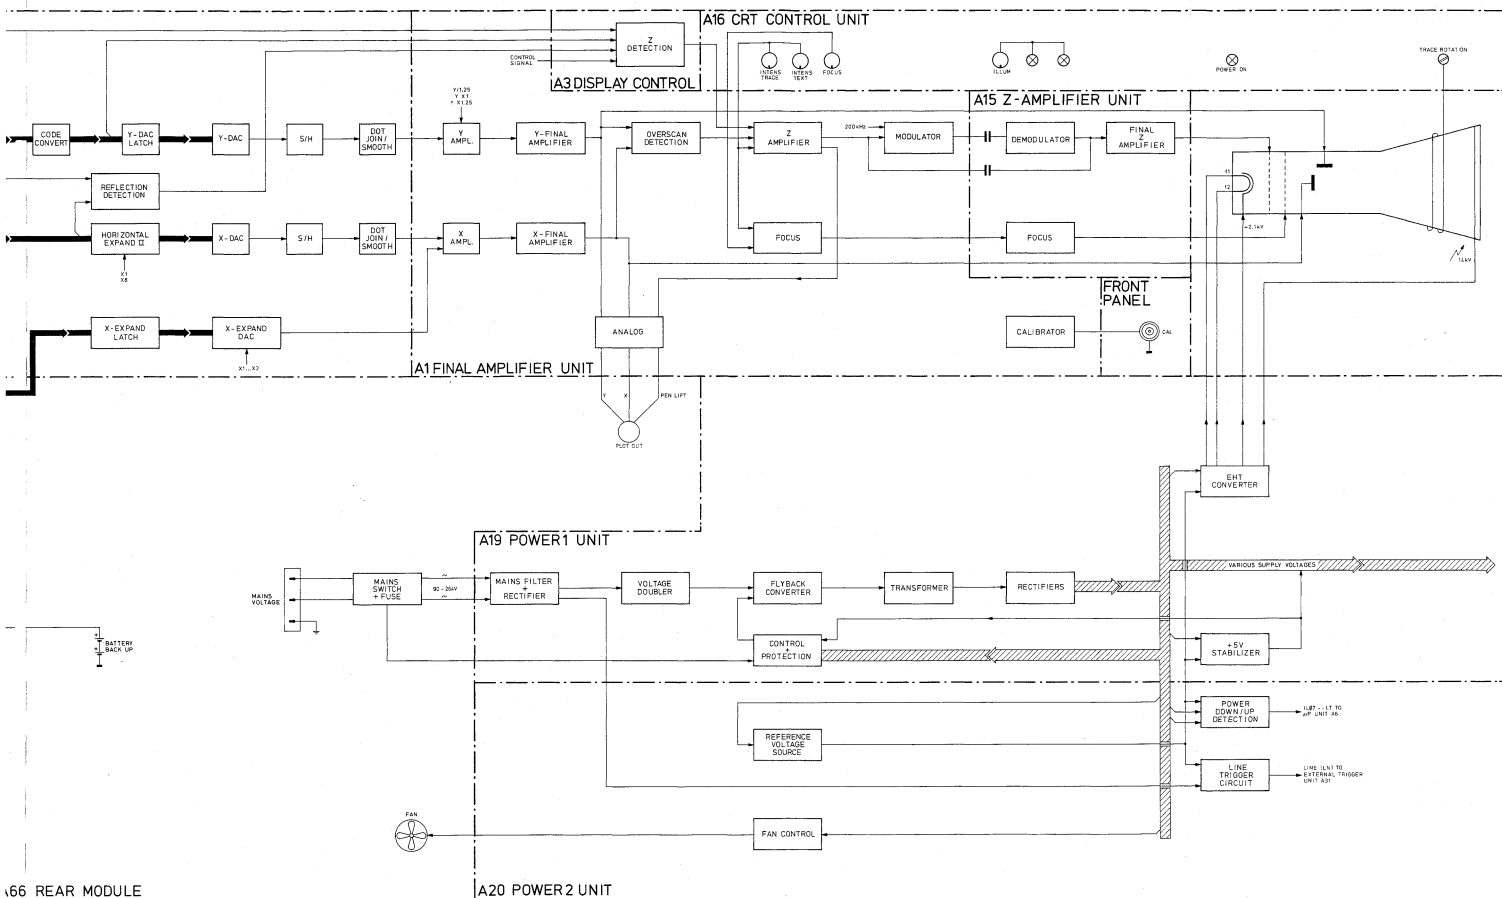 A16 CRT CONTROL UNIT
Z
DETECTION
CONTROL
SIGNAL
A3 DISPLAY CONTROL
INTENS
TRACE
INTENS
TEXT
FOCUS
ILLUM
POWER ON
TRACE ROTATION
Y/1.25
Y X1
Y X1.25
A15 Z-AMPLIFIER UNIT
CODE
CONVERT
Y-DAC
LATCH
Y-DAC
S/H
DOT
JOIN/
SMOOTH
Y
AMPL.
Y-FINAL
AMPLIFIER
OVERSCAN
DETECTION
Z
AMPLIFIER
200kHz
MODULATOR
DEMODULATOR
FINAL
Z
AMPLIFIER
REFLECTION
DETECTION
f1
f2
HORIZONTAL
EXPAND II
X-DAC
S/H
DOT
JOIN/
SMOOTH
X
AMPL.
X-FINAL
AMPLIFIER
FOCUS
FOCUS
-2.1kV
14kV
X1
X8
FRONT
PANEL
X-EXPAND
LATCH
X-EXPAND
DAC
ANALOG
CALIBRATOR
CAL
X1...X2
A1 FINAL AMPLIFIER UNIT
Y
X
PEN LIFT
PLOT OUT
EHT
CONVERTER
A19 POWER1 UNIT
VARIOUS SUPPLY VOLTAGES
MAINS
VOLTAGE
MAINS
SWITCH
+ FUSE
~
90-264V
~
MAINS FILTER
+
RECTIFIER
VOLTAGE
DOUBLER
FLYBACK
CONVERTER
TRANSFORMER
RECTIFIERS
+
+
BATTERY
BACK UP
CONTROL
+
PROTECTION
+5V
STABILIZER
POWER
DOWN/UP
DETECTION
µP UNIT A6
REFERENCE
VOLTAGE
SOURCE
LINE
TRIGGER
CIRCUIT
LINE (LN) TO
EXTERNAL TRIGGER
UNIT A31
FAN
FAN CONTROL
A66 REAR MODULE
A20 POWER2 UNIT